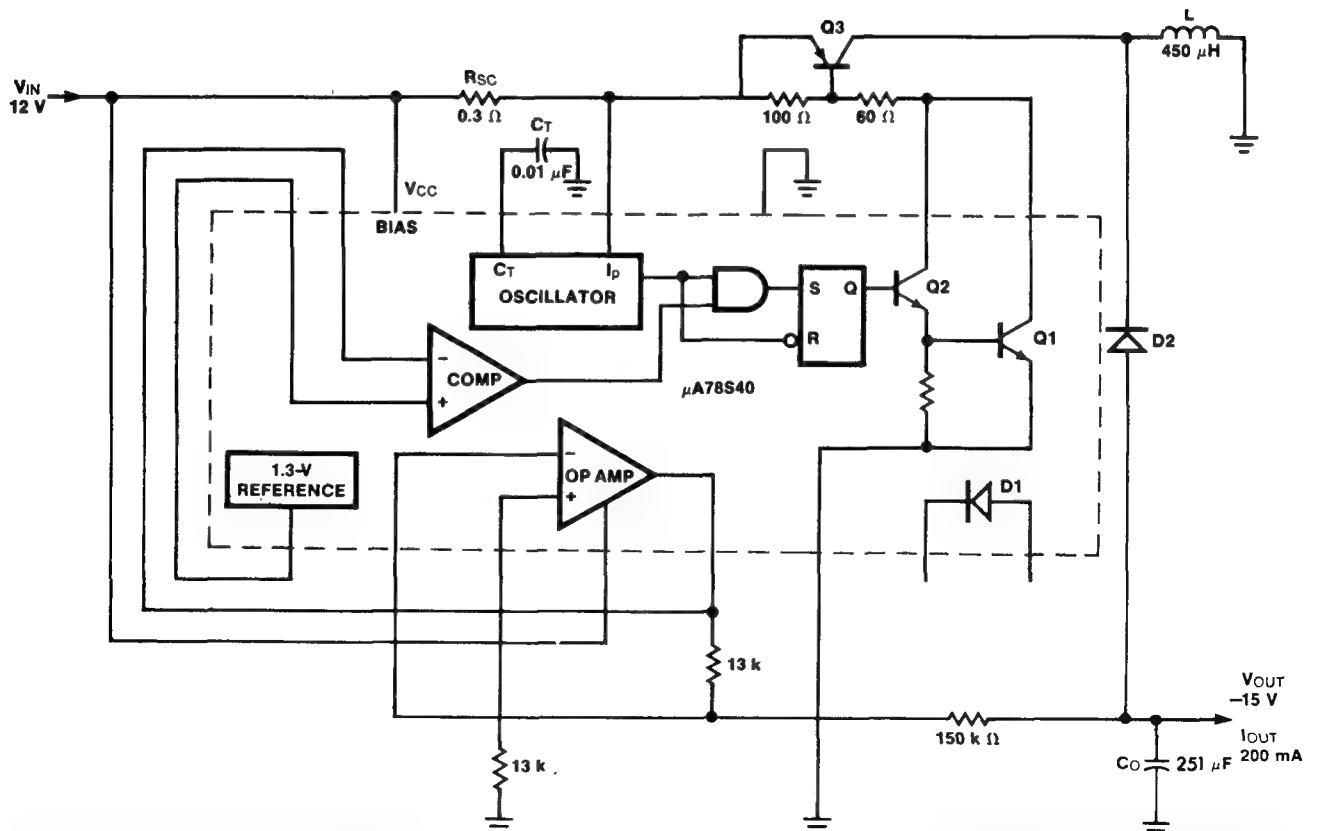 L
450 μH
Q3
VIN
12 V
RSC
0.3 Ω
100 Ω
60 Ω
CT
0.01 μF
VCC
BIAS
CT
Ip
OSCILLATOR
S
Q
R
Q2
Q1
D2
−
COMP
+
μA78S40
−
OP AMP
+
1.3-V
REFERENCE
D1
13 k
VOUT
−15 V
150 k Ω
IOUT
200 mA
CO
251 μF
13 k